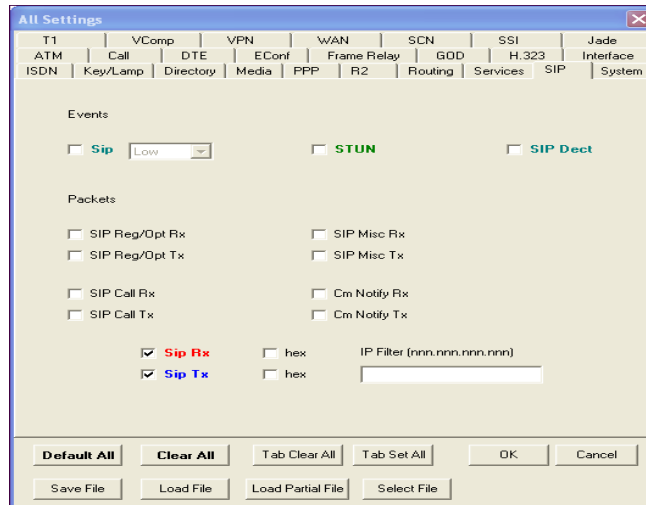 All Settings
T1 VComp VPN WAN SCN SSI Jade
ATM Call DTE EConf Frame Relay GOD H.323 Interface
ISDN Key/Lamp Directory Media PPP R2 Routing Services SIP System
Events
Sip Low STUN SIP Dect
Packets
SIP Reg/Opt Rx SIP Misc Rx
SIP Reg/Opt Tx SIP Misc Tx
SIP Call Rx Cm Notify Rx
SIP Call Tx Cm Notify Tx
Sip Rx hex IP Filter (nnn.nnn.nnn.nnn)
Sip Tx hex
Default All Clear All Tab Clear All Tab Set All OK Cancel
Save File Load File Load Partial File Select File